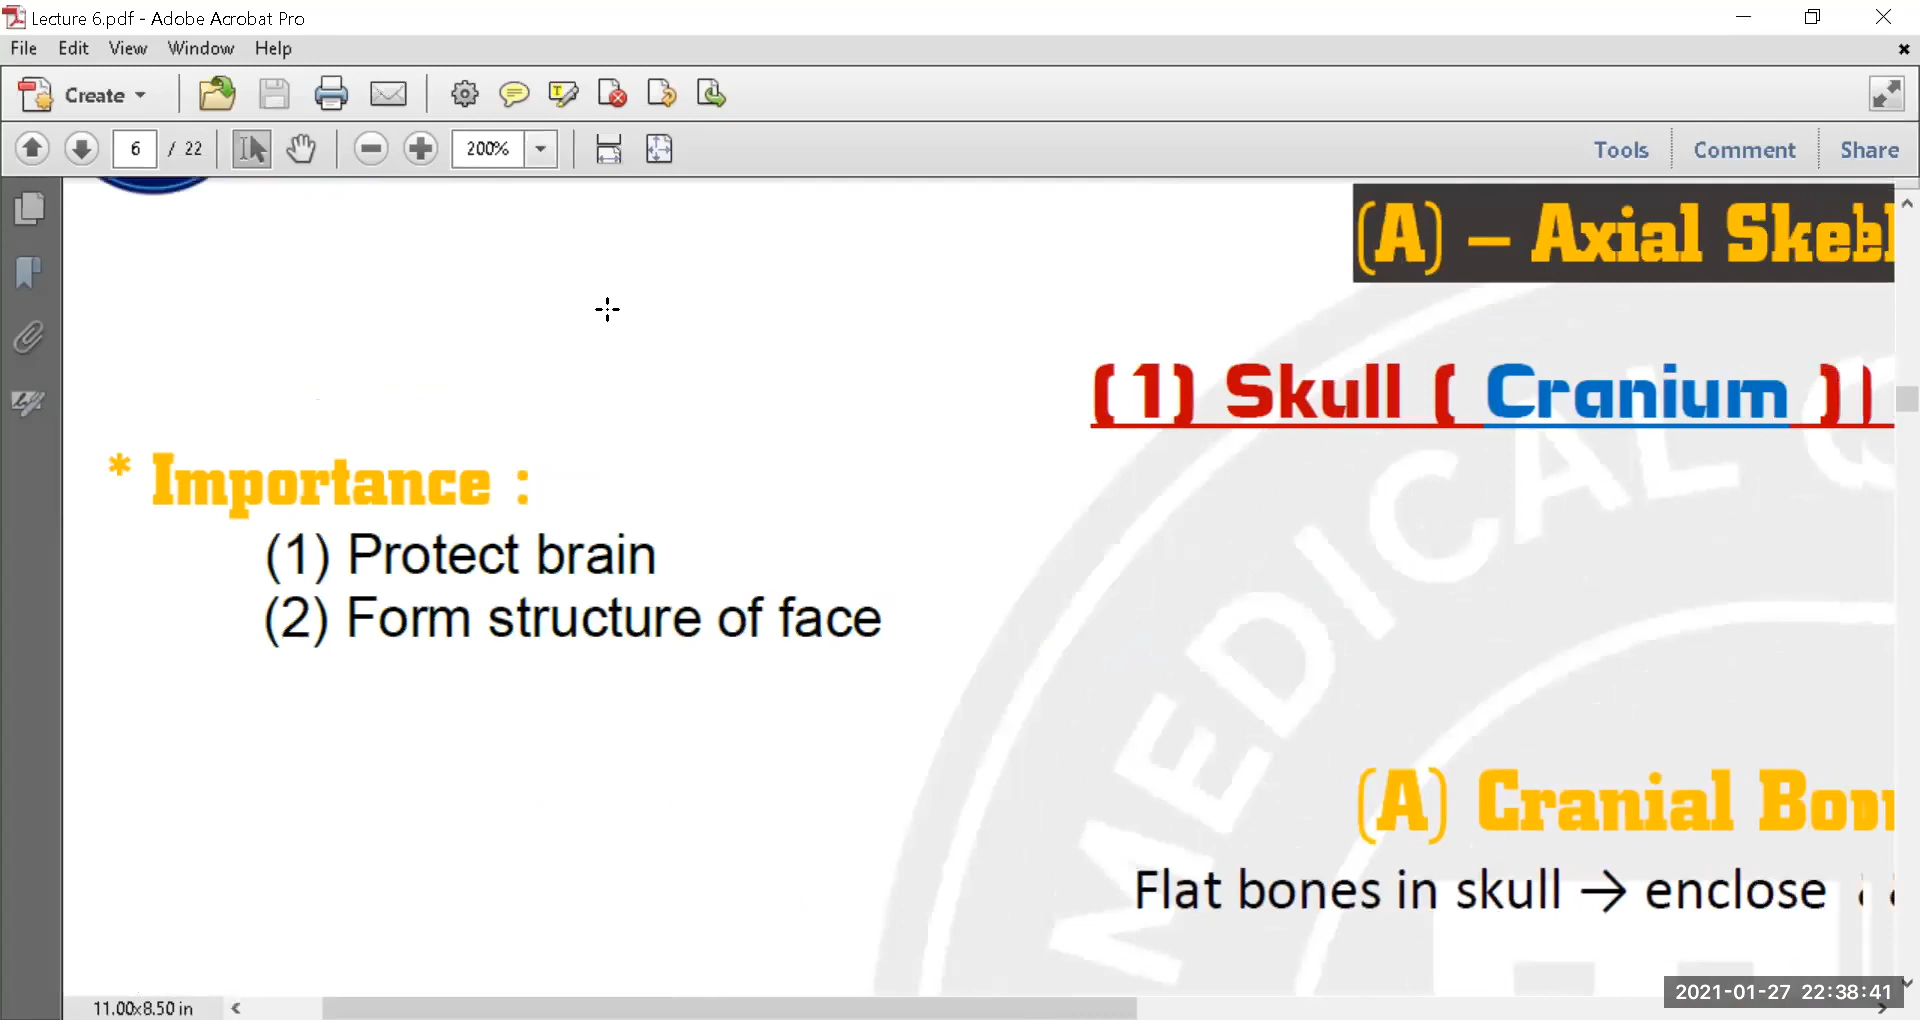 Lecture 6.pdf - Adobe Acrobat Pro
File Edit View Window Help
Create
6 / 22 200% Tools Comment Share
(A) – Axial
(1) Skull ( Cranium )
* Importance :
(1) Protect brain
(2) Form structure of face
MEDICAL
(A) Cranial
Flat bones in skull → enclose
11.00x8.50 in
2021-01-27 22:38:41